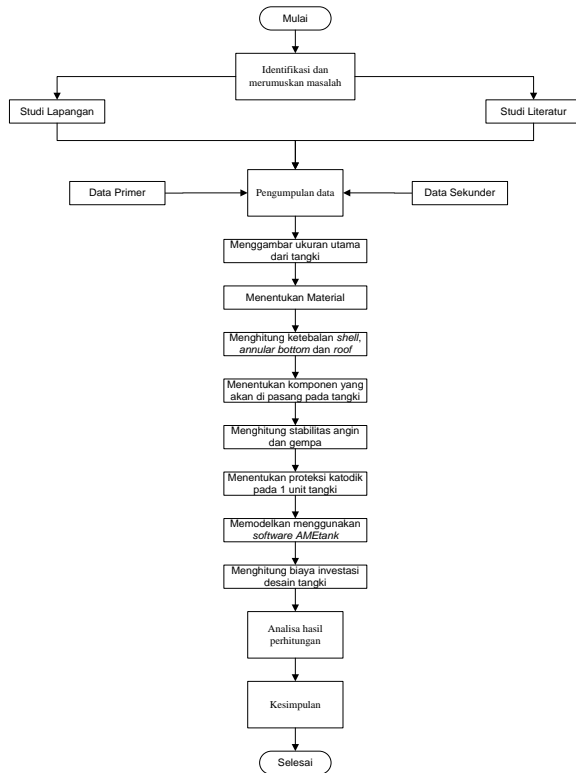 Mulai
Identifikasi dan
merumuskan masalah
Studi Lapangan
Studi Literatur
Data Primer
Pengumpulan data
Data Sekunder
Menggambar ukuran utama
dari tangki
Menentukan Material
Menghitung ketebalan shell,
annular bottom dan roof
Menentukan komponen yang
akan di pasang pada tangki
Menghitung stabilitas angin
dan gempa
Menentukan proteksi katodik
pada 1 unit tangki
Memodelkan menggunakan
software AMEtank
Menghitung biaya investasi
desain tangki
Analisa hasil
perhitungan
Kesimpulan
Selesai